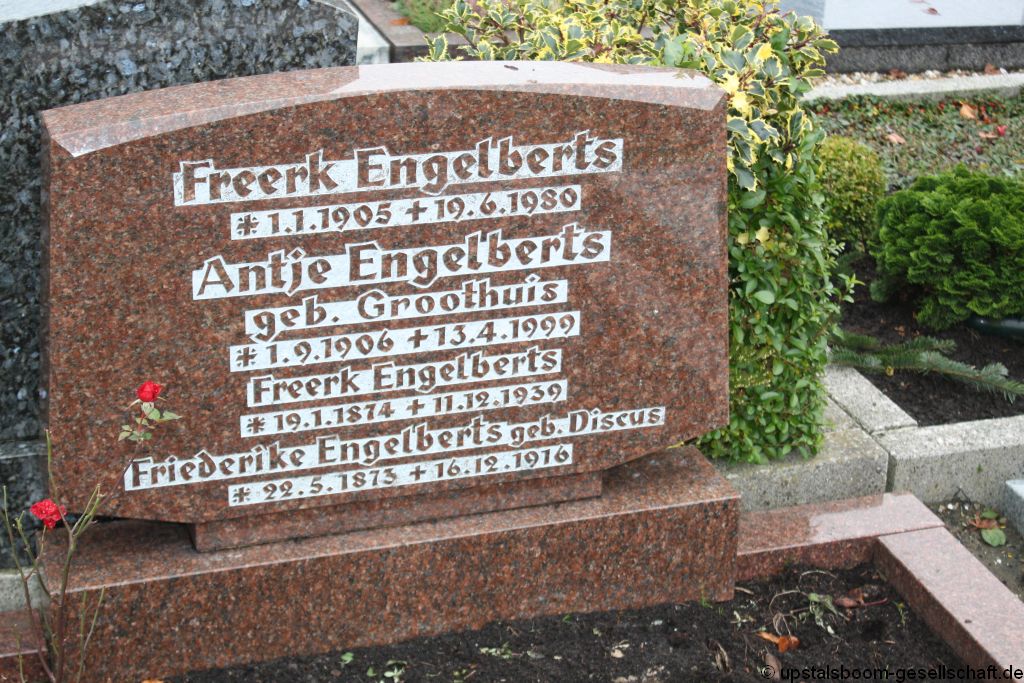 Freerk Engelberts
* 1.1.1905 + 19.6.1980
Antje Engelberts
geb. Groothuis
* 1.9.1906 + 13.4.1999
Freerk Engelberts
* 19.1.1874 + 11.12.1939
Friederike Engelberts geb. Discus
* 22.5.1873 + 16.12.1916
© upstalsboom-gesellschaft.de